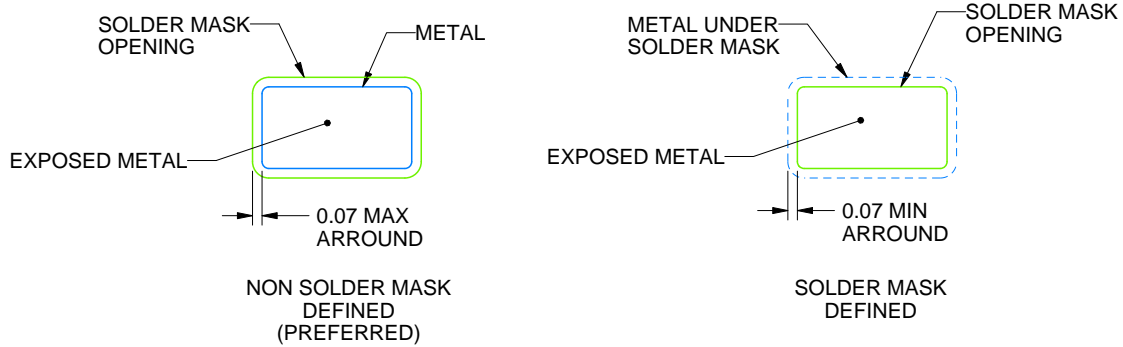 SOLDER MASK
OPENING
METAL
EXPOSED METAL
0.07 MAX
ARROUND
NON SOLDER MASK
DEFINED
(PREFERRED)
METAL UNDER
SOLDER MASK
SOLDER MASK
OPENING
EXPOSED METAL
0.07 MIN
ARROUND
SOLDER MASK
DEFINED